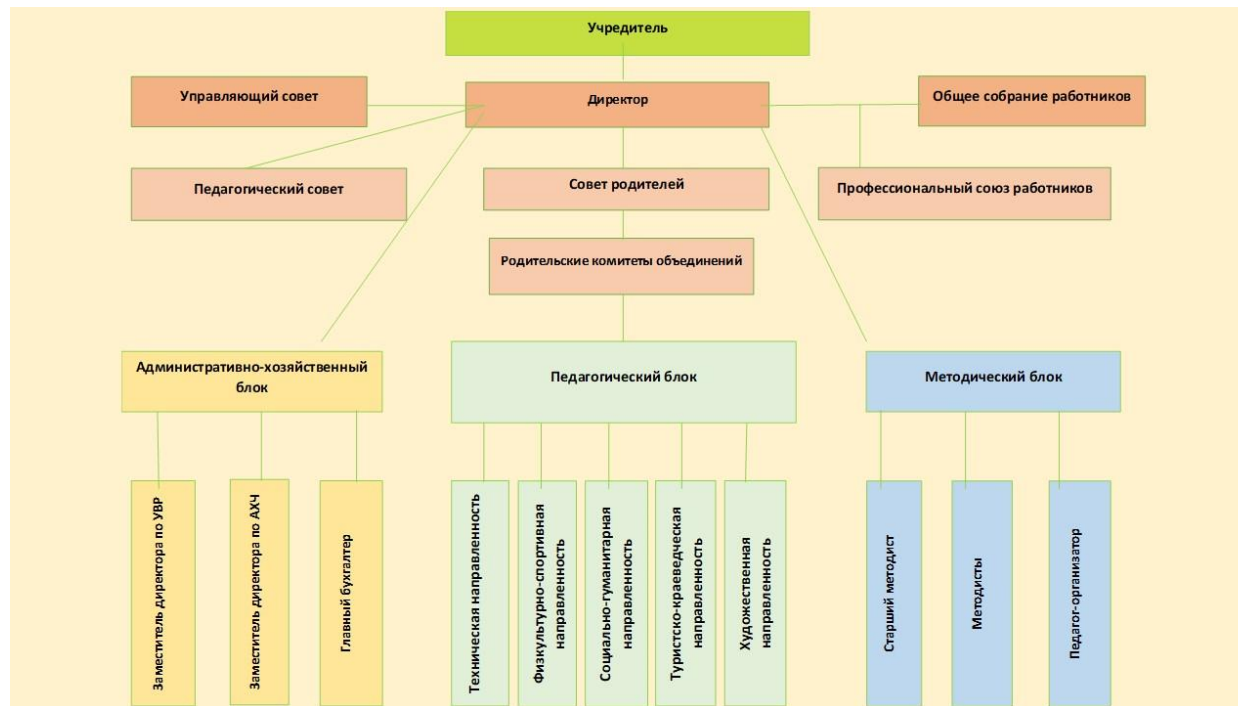 Учредитель
Управляющий совет
Директор
Общее собрание работников
Педагогический совет
Совет родителей
Профессиональный союз работников
Родительские комитеты объединений
Административно-хозяйственный
блок
Педагогический блок
Методический блок
Заместитель директора по УВР
Заместитель директора по АХЧ
Главный бухгалтер
Техническая направленность
Физкультурно-спортивная
направленность
Социально-гуманитарная
направленность
Туристско-краеведческая
направленность
Художественная
направленность
Старший методист
Методисты
Педагог-организатор